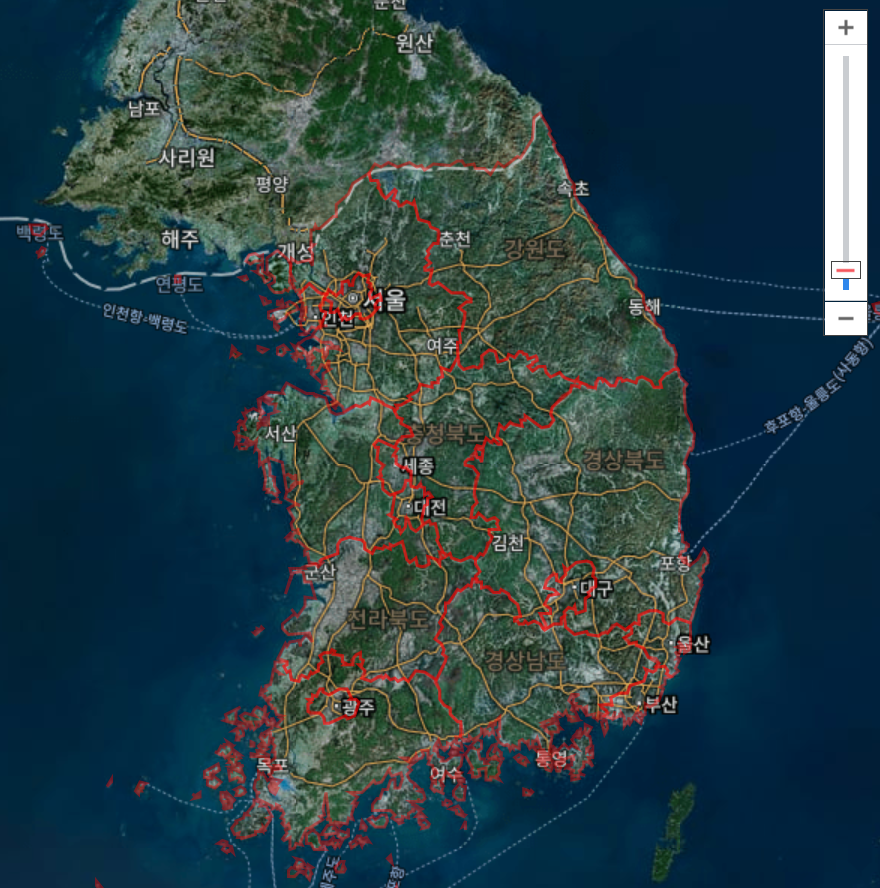 원산
남포
사리원
평양
속초
백령도
해주
개성
춘천
강원도
연평도
서울
인천항-백령도
인천
동해
여주
후포항-울릉도(사동항)
서산
충청북도
경상북도
세종
대전
김천
포항
군산
대구
전라북도
울산
경상남도
광주
부산
목포
여수
통영